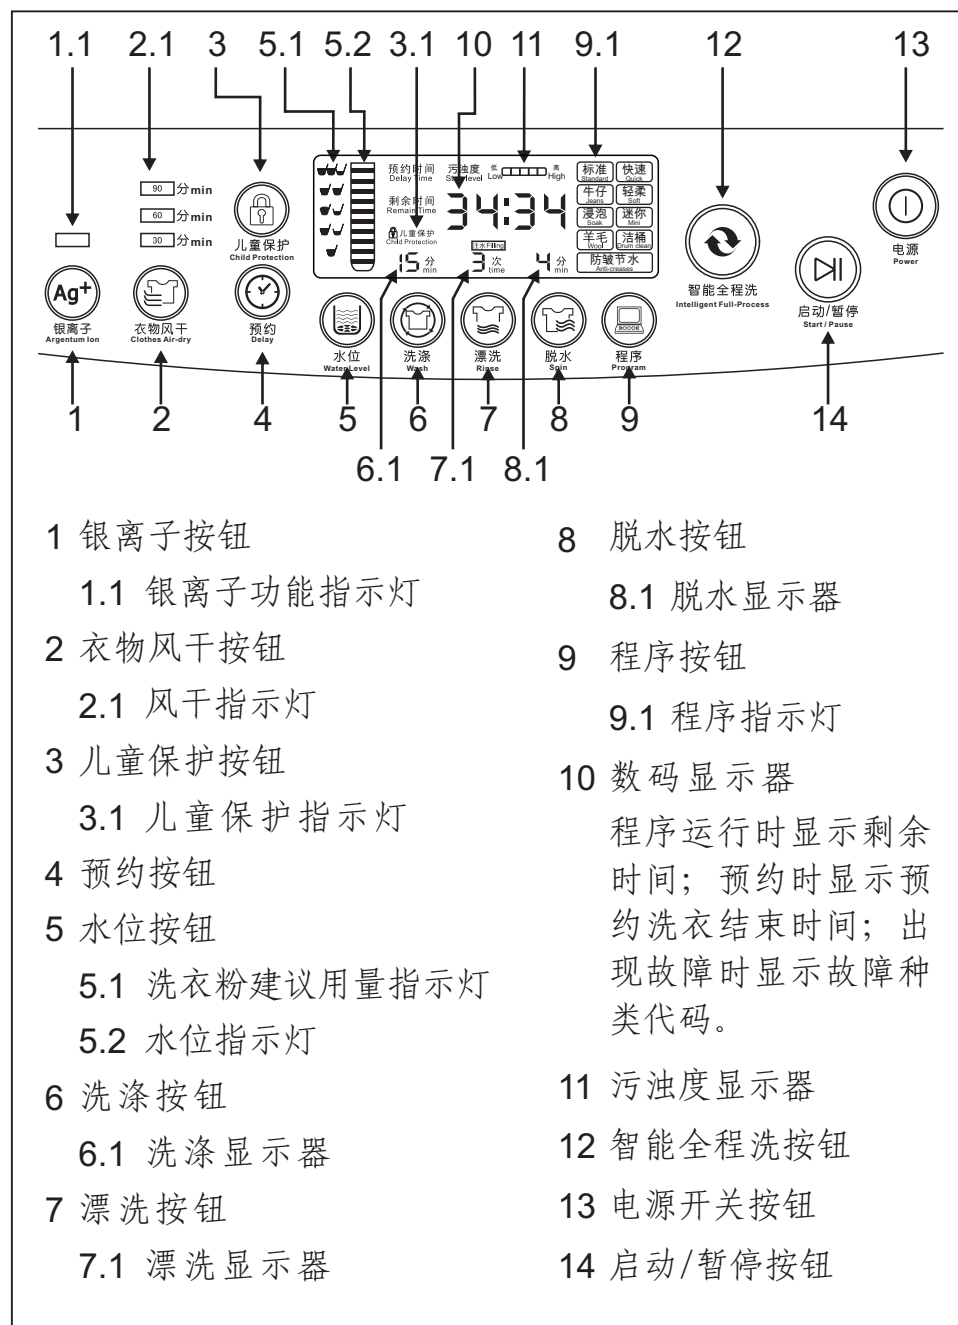 1.1 2.1 3 5.1 5.2 3.1 10 11 9.1 12 13
90 分min
60 分min
30 分min
儿童保护
Child Protection
Ag+
银离子
Argentum Ion
衣物风干
Clothes Air-dry
预约
Delay
预约时间
Delay Time
污浊度
Stain level
低
Low
高
High
剩余时间
Remain Time
34:34
儿童保护
Child Protection
注水Filling
15 分
min
3 次
time
4 分
min
标准
Standard
快速
Quick
牛仔
Jeans
轻柔
Soft
浸泡
Soak
迷你
Mini
羊毛
Wool
洁桶
Drum clean
防皱节水
Anti-creases
水位
Water Level
洗涤
Wash
漂洗
Rinse
脱水
Spin
程序
Program
智能全程洗
Intelligent Full-Process
启动/暂停
Start / Pause
电源
Power
1 2 4 5 6 7 8 9 14
6.1 7.1 8.1
1 银离子按钮
1.1 银离子功能指示灯
2 衣物风干按钮
2.1 风干指示灯
3 儿童保护按钮
3.1 儿童保护指示灯
4 预约按钮
5 水位按钮
5.1 洗衣粉建议用量指示灯
5.2 水位指示灯
6 洗涤按钮
6.1 洗涤显示器
7 漂洗按钮
7.1 漂洗显示器
8 脱水按钮
8.1 脱水显示器
9 程序按钮
9.1 程序指示灯
10 数码显示器
程序运行时显示剩余
时间；预约时显示预
约洗衣结束时间；出
现故障时显示故障种
类代码。
11 污浊度显示器
12 智能全程洗按钮
13 电源开关按钮
14 启动/暂停按钮